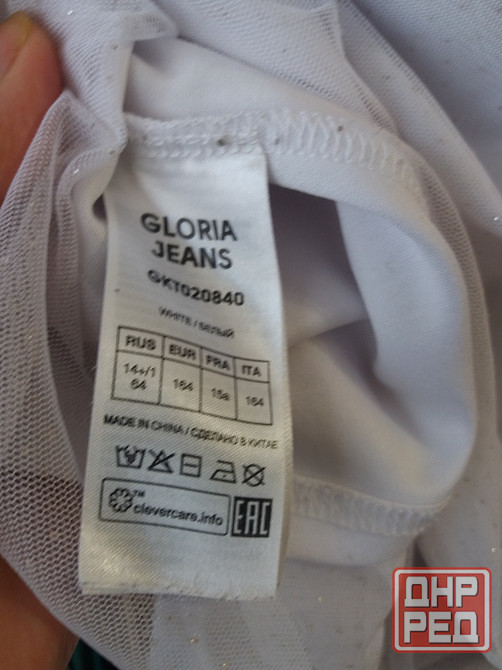 GLORIA
JEANS
GKT020840
WHITE / БЕЛЫЙ
RUS EUR FRA ITA
14+/1
64 164 15a 164
MADE IN CHINA / СДЕЛАНО В КИТАЕ
TM
clevercare.info EAC
ДНР
РЕД